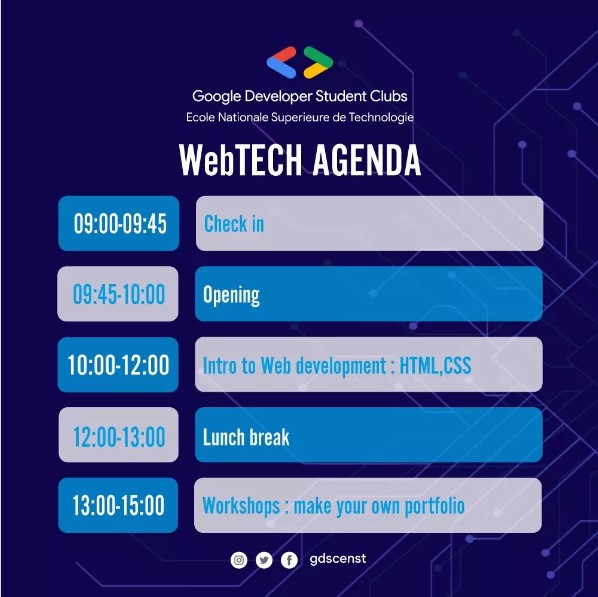 Google Developer Student Clubs
Ecole Nationale Superieure de Technologie
WebTECH AGENDA
09:00-09:45 Check in
09:45-10:00 Opening
10:00-12:00 Intro to Web development : HTML,CSS
12:00-13:00 Lunch break
13:00-15:00 Workshops : make your own portfolio
gdscenst